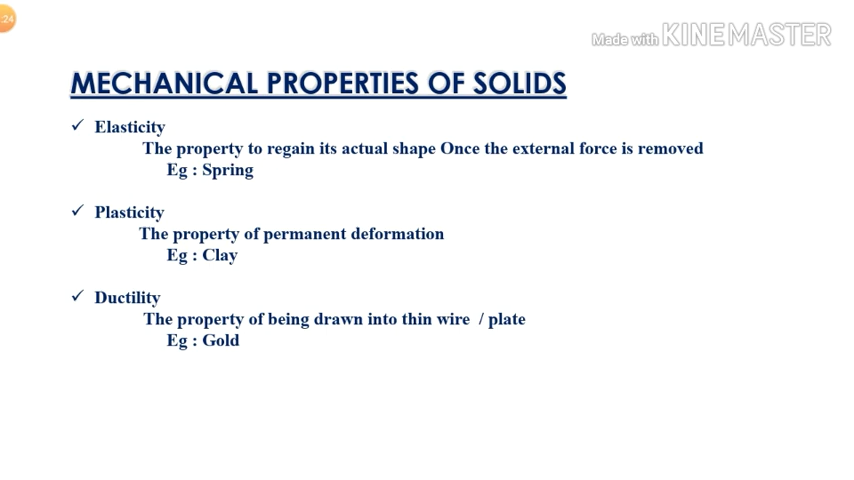 :24
Made with KINEMASTER
MECHANICAL PROPERTIES OF SOLIDS
✓ Elasticity
The property to regain its actual shape Once the external force is removed
Eg : Spring
✓ Plasticity
The property of permanent deformation
Eg : Clay
✓ Ductility
The property of being drawn into thin wire / plate
Eg : Gold